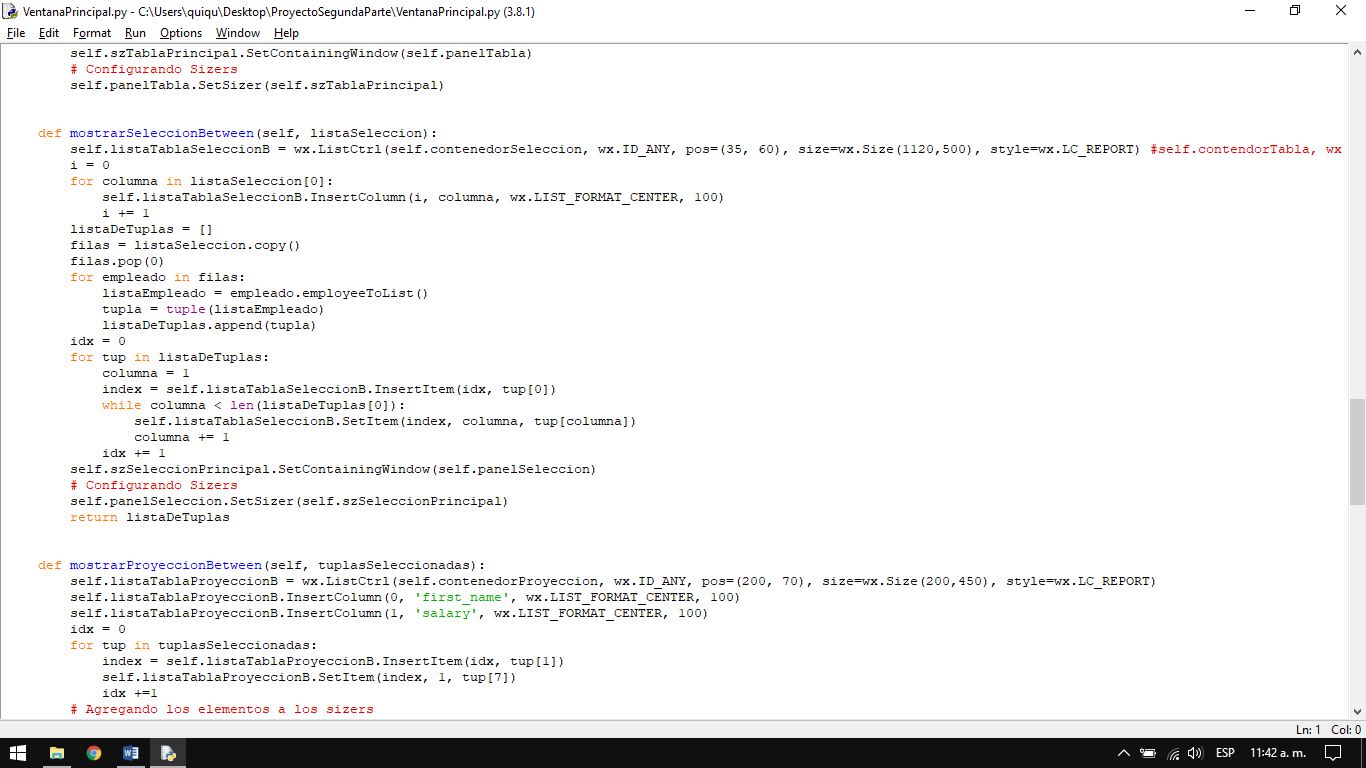 VentanaPrincipal.py - C:\Users\quiqu\Desktop\ProyectoSegundaParte\VentanaPrincipal.py (3.8.1)
File Edit Format Run Options Window Help
        self.szTablaPrincipal.SetContainingWindow(self.panelTabla)
        # Configurando Sizers
        self.panelTabla.SetSizer(self.szTablaPrincipal)
    def mostrarSeleccionBetween(self, listaSeleccion):
        self.listaTablaSeleccionB = wx.ListCtrl(self.contenedorSeleccion, wx.ID_ANY, pos=(35, 60), size=wx.Size(1120,500), style=wx.LC_REPORT) #self.contendorTabla, wx
        i = 0
        for columna in listaSeleccion[0]:
            self.listaTablaSeleccionB.InsertColumn(i, columna, wx.LIST_FORMAT_CENTER, 100)
            i += 1
        listaDeTuplas = []
        filas = listaSeleccion.copy()
        filas.pop(0)
        for empleado in filas:
            listaEmpleado = empleado.employeeToList()
            tupla = tuple(listaEmpleado)
            listaDeTuplas.append(tupla)
        idx = 0
        for tup in listaDeTuplas:
            columna = 1
            index = self.listaTablaSeleccionB.InsertItem(idx, tup[0])
            while columna < len(listaDeTuplas[0]):
                self.listaTablaSeleccionB.SetItem(index, columna, tup[columna])
                columna += 1
            idx += 1
        self.szSeleccionPrincipal.SetContainingWindow(self.panelSeleccion)
        # Configurando Sizers
        self.panelSeleccion.SetSizer(self.szSeleccionPrincipal)
        return listaDeTuplas
    def mostrarProyeccionBetween(self, tuplasSeleccionadas):
        self.listaTablaProyeccionB = wx.ListCtrl(self.contenedorProyeccion, wx.ID_ANY, pos=(200, 70), size=wx.Size(200,450), style=wx.LC_REPORT)
        self.listaTablaProyeccionB.InsertColumn(0, 'first_name', wx.LIST_FORMAT_CENTER, 100)
        self.listaTablaProyeccionB.InsertColumn(1, 'salary', wx.LIST_FORMAT_CENTER, 100)
        idx = 0
        for tup in tuplasSeleccionadas:
            index = self.listaTablaProyeccionB.InsertItem(idx, tup[1])
            self.listaTablaProyeccionB.SetItem(index, 1, tup[7])
            idx +=1
        # Agregando los elementos a los sizers
Ln: 1 Col: 0
ESP 11:42 a. m.